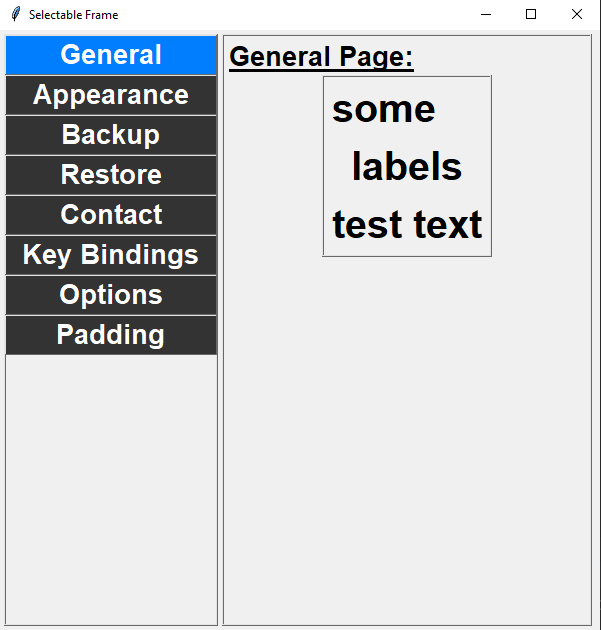 Selectable Frame
General
Appearance
Backup
Restore
Contact
Key Bindings
Options
Padding
General Page:
some
labels
test text